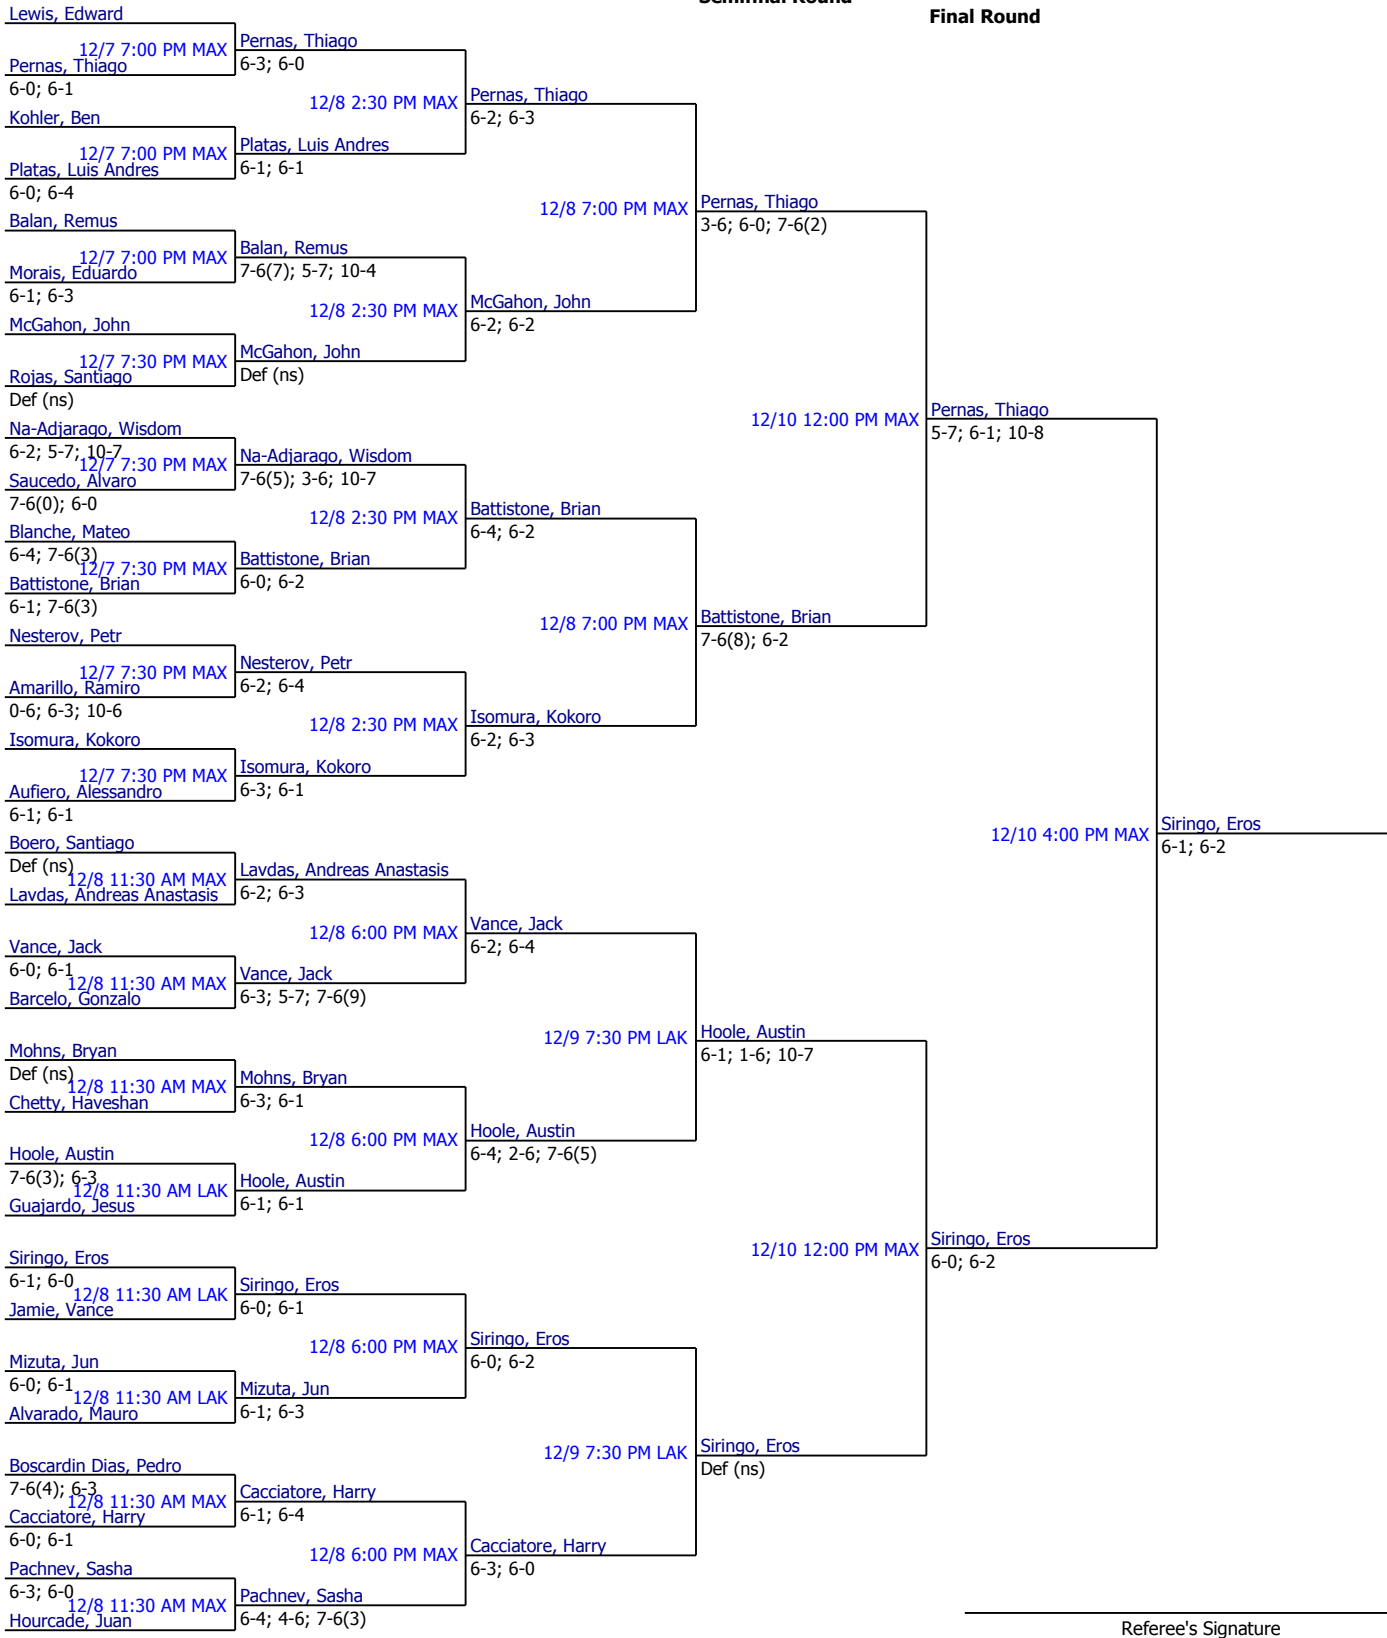 Semifinal Round
Final Round
Lewis, Edward
12/7 7:00 PM MAX
Pernas, Thiago
6-0; 6-1
Pernas, Thiago
6-3; 6-0
Kohler, Ben
12/7 7:00 PM MAX
Platas, Luis Andres
6-0; 6-4
Platas, Luis Andres
6-1; 6-1
12/8 2:30 PM MAX
Pernas, Thiago
6-2; 6-3
Balan, Remus
12/7 7:00 PM MAX
Morais, Eduardo
6-1; 6-3
Balan, Remus
7-6(7); 5-7; 10-4
McGahon, John
12/7 7:30 PM MAX
Rojas, Santiago
Def (ns)
McGahon, John
Def (ns)
12/8 2:30 PM MAX
McGahon, John
6-2; 6-2
12/8 7:00 PM MAX
Pernas, Thiago
3-6; 6-0; 7-6(2)
Na-Adjarago, Wisdom
6-2; 5-7; 10-7
12/7 7:30 PM MAX
Saucedo, Alvaro
7-6(0); 6-0
Na-Adjarago, Wisdom
7-6(5); 3-6; 10-7
Blanche, Mateo
6-4; 7-6(3)
12/7 7:30 PM MAX
Battistone, Brian
6-1; 7-6(3)
Battistone, Brian
6-0; 6-2
12/8 2:30 PM MAX
Battistone, Brian
6-4; 6-2
Nesterov, Petr
12/7 7:30 PM MAX
Amarillo, Ramiro
0-6; 6-3; 10-6
Nesterov, Petr
6-2; 6-4
Isomura, Kokoro
12/7 7:30 PM MAX
Aufiero, Alessandro
6-1; 6-1
Isomura, Kokoro
6-3; 6-1
12/8 2:30 PM MAX
Isomura, Kokoro
6-2; 6-3
12/8 7:00 PM MAX
Battistone, Brian
7-6(8); 6-2
12/10 12:00 PM MAX
Pernas, Thiago
5-7; 6-1; 10-8
Boero, Santiago
Def (ns)
12/8 11:30 AM MAX
Lavdas, Andreas Anastasis
Lavdas, Andreas Anastasis
6-2; 6-3
Vance, Jack
6-0; 6-1
12/8 11:30 AM MAX
Barcelo, Gonzalo
Vance, Jack
6-3; 5-7; 7-6(9)
12/8 6:00 PM MAX
Vance, Jack
6-2; 6-4
Mohns, Bryan
Def (ns)
12/8 11:30 AM MAX
Chetty, Haveshan
Mohns, Bryan
6-3; 6-1
Hoole, Austin
7-6(3); 6-3
12/8 11:30 AM LAK
Guajardo, Jesus
Hoole, Austin
6-1; 6-1
12/8 6:00 PM MAX
Hoole, Austin
6-4; 2-6; 7-6(5)
12/9 7:30 PM LAK
Hoole, Austin
6-1; 1-6; 10-7
Siringo, Eros
6-1; 6-0
12/8 11:30 AM LAK
Jamie, Vance
Siringo, Eros
6-0; 6-1
Mizuta, Jun
6-0; 6-1
12/8 11:30 AM LAK
Alvarado, Mauro
Mizuta, Jun
6-1; 6-3
12/8 6:00 PM MAX
Siringo, Eros
6-0; 6-2
Boscardin Dias, Pedro
7-6(4); 6-3
12/8 11:30 AM MAX
Cacciatore, Harry
6-0; 6-1
Cacciatore, Harry
6-1; 6-4
Pachnev, Sasha
6-3; 6-0
12/8 11:30 AM MAX
Hourcade, Juan
Pachnev, Sasha
6-4; 4-6; 7-6(3)
12/8 6:00 PM MAX
Cacciatore, Harry
6-3; 6-0
12/9 7:30 PM LAK
Siringo, Eros
Def (ns)
12/10 12:00 PM MAX
Siringo, Eros
6-0; 6-2
12/10 4:00 PM MAX
Siringo, Eros
6-1; 6-2
Referee's Signature